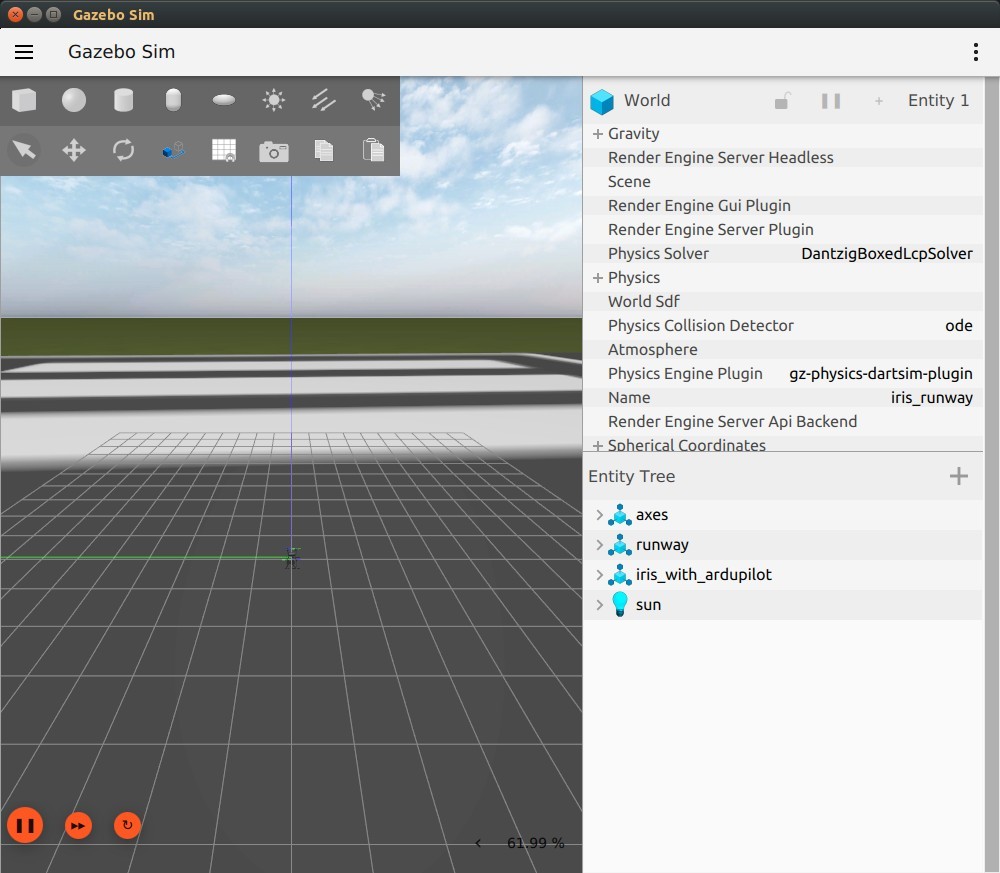 Gazebo Sim
Gazebo Sim
World Entity 1
Gravity
Render Engine Server Headless
Scene
Render Engine Gui Plugin
Render Engine Server Plugin
Physics Solver DantzigBoxedLcpSolver
Physics
World Sdf
Physics Collision Detector ode
Atmosphere
Physics Engine Plugin gz-physics-dartsim-plugin
Name iris_runway
Render Engine Server Api Backend
Spherical Coordinates
Entity Tree
axes
runway
iris_with_ardupilot
sun
61.99 %